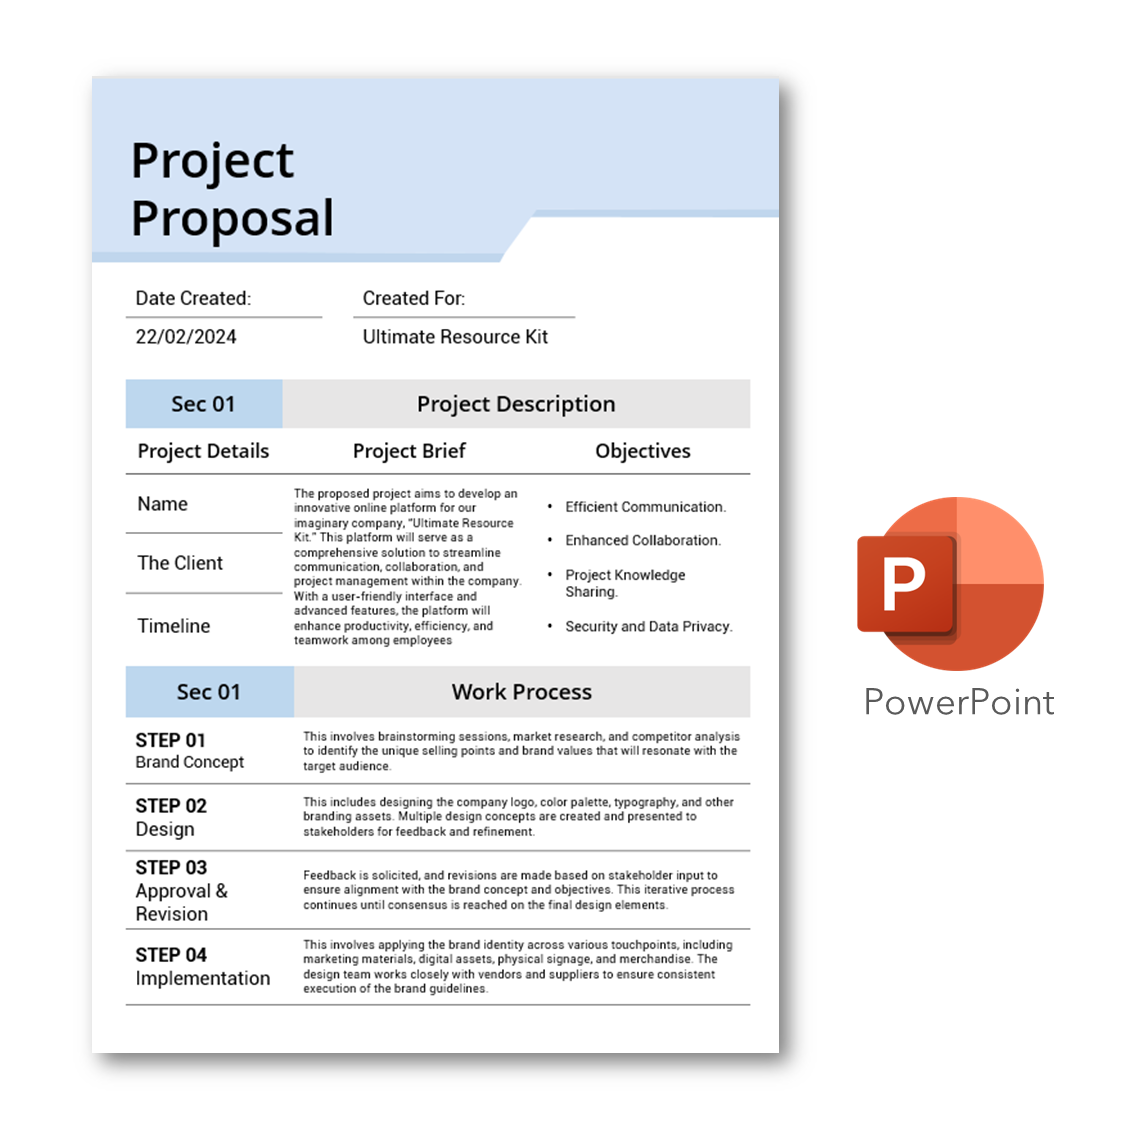 Project
Proposal
Date Created:
Created For:
22/02/2024
Ultimate Resource Kit
Sec 01
Project Description
Project Details
Project Brief
Objectives
Name
The Client
Timeline
The proposed project aims to develop an
innovative online platform for our
imaginary company, “Ultimate Resource
Kit.” This platform will serve as a
comprehensive solution to streamline
communication, collaboration, and
project management within the company.
With a user-friendly interface and
advanced features, the platform will
enhance productivity, efficiency, and
teamwork among employees
• Efficient Communication.
• Enhanced Collaboration.
• Project Knowledge
Sharing.
• Security and Data Privacy.
Sec 01
Work Process
STEP 01
Brand Concept
This involves brainstorming sessions, market research, and competitor analysis
to identify the unique selling points and brand values that will resonate with the
target audience.
STEP 02
Design
This includes designing the company logo, color palette, typography, and other
branding assets. Multiple design concepts are created and presented to
stakeholders for feedback and refinement.
STEP 03
Approval &
Revision
Feedback is solicited, and revisions are made based on stakeholder input to
ensure alignment with the brand concept and objectives. This iterative process
continues until consensus is reached on the final design elements.
STEP 04
Implementation
This involves applying the brand identity across various touchpoints, including
marketing materials, digital assets, physical signage, and merchandise. The
design team works closely with vendors and suppliers to ensure consistent
execution of the brand guidelines.
P
PowerPoint